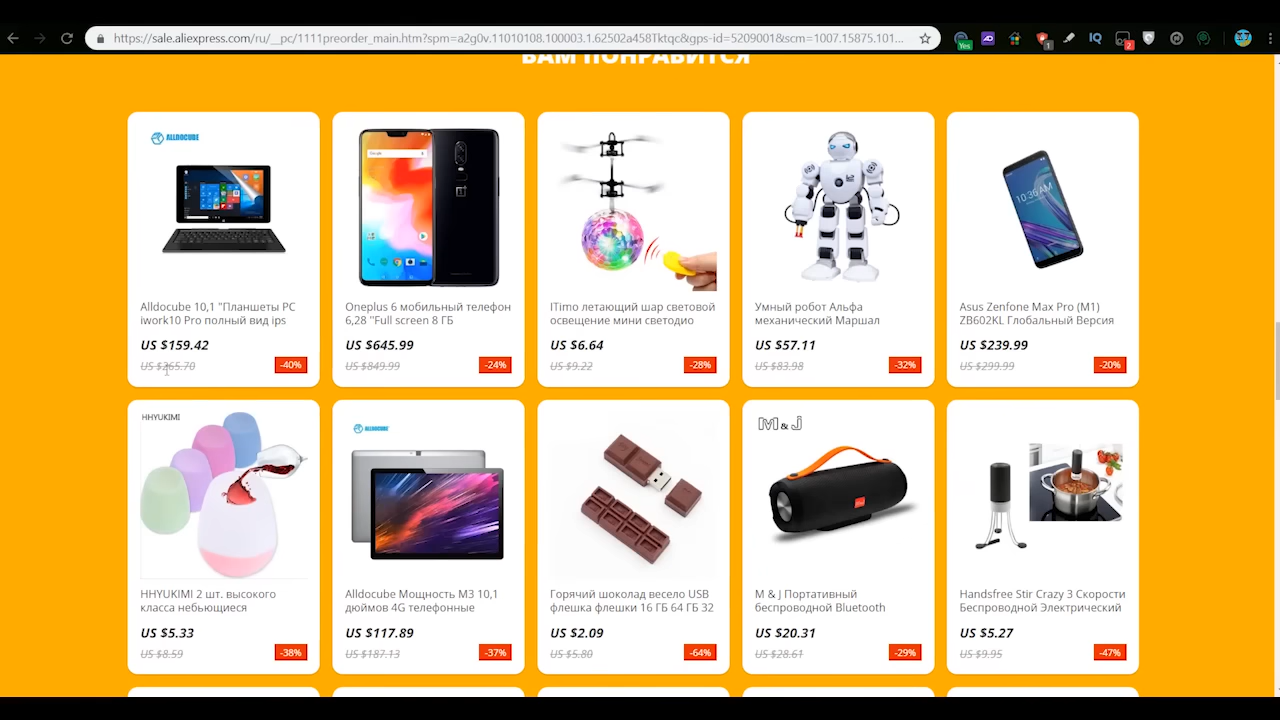 https://sale.aliexpress.com/ru/__pc/1111preorder_main.htm?spm=a2g0v.11010108.100003.1.62502a458Tktqc&gps-id=5209001&scm=1007.15875.101...
Yes
1
IQ
2
ВАМ ПОНРАВИТСЯ
ALLDOCUBE
10:36 AM
Alldocube 10,1 "Планшеты PC
iwork10 Pro полный вид ips
US $159.42
US $265.70
-40%
Oneplus 6 мобильный телефон
6,28 "Full screen 8 ГБ
US $645.99
US $849.99
-24%
ITimo летающий шар световой
освещение мини светодио
US $6.64
US $9.22
-28%
Умный робот Альфа
механический Маршал
US $57.11
US $83.98
-32%
Asus Zenfone Max Pro (M1)
ZB602KL Глобальный Версия
US $239.99
US $299.99
-20%
HHYUKIMI
ALLDOCUBE
M & J
HHYUKIMI 2 шт. высокого
класса небьющиеся
US $5.33
US $8.59
-38%
Alldocube Мощность M3 10,1
дюймов 4G телефонные
US $117.89
US $187.13
-37%
Горячий шоколад весело USB
флешка флешки 16 ГБ 64 ГБ 32
US $2.09
US $5.80
-64%
M & J Портативный
беспроводной Bluetooth
US $20.31
US $28.61
-29%
Handsfree Stir Crazy 3 Скорости
Беспроводной Электрический
US $5.27
US $9.95
-47%